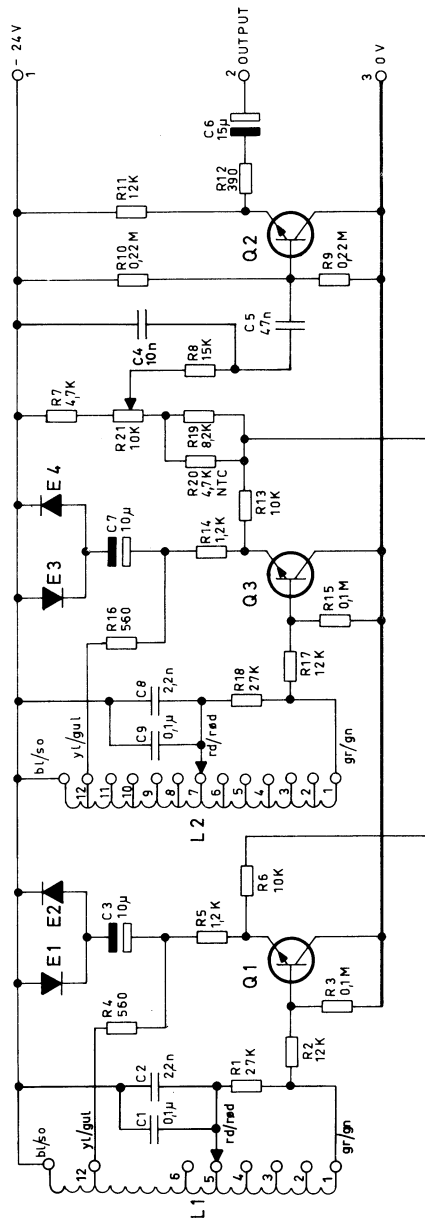 bl/so
yl/gul
L1
12
6
5
4
3
2
1
rd/rød
gr/gn
C1
0,1µ
C2
2,2n
R1
27K
R2
12K
R3
0,1M
R4
560
E1
E2
C3
10µ
R5
1,2K
R6
10K
Q1
bl/so
yl/gul
L2
12
11
10
9
8
7
6
5
4
3
2
1
rd/rød
gr/gn
C9
0,1µ
C8
2,2n
R18
27K
R17
12K
R15
0,1M
R16
560
E3
E4
C7
10µ
R14
1,2K
R13
10K
Q3
R7
4,7K
R21
10K
R20
4,7K
NTC
R19
8,2K
C4
10n
R8
15K
C5
47n
R10
0,22M
R9
0,22M
R11
12K
Q2
R12
390
C6
15µ
- 24V
1
OUTPUT
2
0V
3